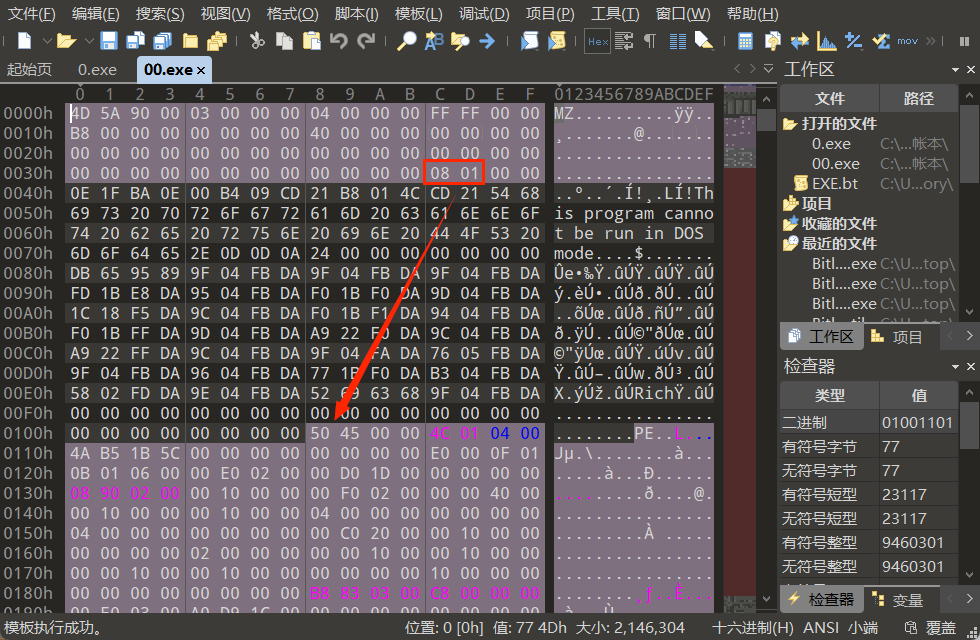 文件(F) 编辑(E) 搜索(S) 视图(V) 格式(O) 脚本(I) 模板(L) 调试(D) 项目(P) 工具(T) 窗口(W) 帮助(H)
Hex mov »
起始页 0.exe 00.exe ×
0 1 2 3 4 5 6 7 8 9 A B C D E F 0123456789ABCDEF
0000h 4D 5A 90 00 03 00 00 00 04 00 00 00 FF FF 00 00 MZ..........ÿÿ..
0010h B8 00 00 00 00 00 00 00 40 00 00 00 00 00 00 00 ¸.......@.......
0020h 00 00 00 00 00 00 00 00 00 00 00 00 00 00 00 00 ................
0030h 00 00 00 00 00 00 00 00 00 00 00 00 08 01 00 00 ................
0040h 0E 1F BA 0E 00 B4 09 CD 21 B8 01 4C CD 21 54 68 ..º..´.Í!¸.LÍ!Th
0050h 69 73 20 70 72 6F 67 72 61 6D 20 63 61 6E 6E 6F is program canno
0060h 74 20 62 65 20 72 75 6E 20 69 6E 20 44 4F 53 20 t be run in DOS
0070h 6D 6F 64 65 2E 0D 0D 0A 24 00 00 00 00 00 00 00 mode....$.......
0080h DB 65 95 89 9F 04 FB DA 9F 04 FB DA 9F 04 FB DA Ûe•‰Ÿ.ûÚŸ.ûÚŸ.ûÚ
0090h FD 1B E8 DA 95 04 FB DA F0 1B F0 DA 9D 04 FB DA ý.èÚ•.ûÚð.ðÚ..ûÚ
00A0h 1C 18 F5 DA 9C 04 FB DA F0 1B F1 DA 94 04 FB DA ..õÚœ.ûÚð.ñÚ”.ûÚ
00B0h F0 1B FF DA 9D 04 FB DA A9 22 F0 DA 9C 04 FB DA ð.ÿÚ..ûÚ©"ðÚœ.ûÚ
00C0h A9 22 FF DA 9C 04 FB DA 9F 04 FA DA 76 05 FB DA ©"ÿÚœ.ûÚŸ.úÚv.ûÚ
00D0h 9F 04 FB DA 96 04 FB DA 77 1B F0 DA B3 04 FB DA Ÿ.ûÚ–.ûÚw.ðÚ³.ûÚ
00E0h 58 02 FD DA 9E 04 FB DA 52 69 63 68 9F 04 FB DA X.ýÚž.ûÚRichŸ.ûÚ
00F0h 00 00 00 00 00 00 00 00 00 00 00 00 00 00 00 00 ................
0100h 00 00 00 00 00 00 00 00 50 45 00 00 4C 01 04 00 ........PE..L...
0110h 4A B5 1B 5C 00 00 00 00 00 00 00 00 E0 00 0F 01 Jµ.\........à...
0120h 0B 01 06 00 00 E0 02 00 00 D0 1D 00 00 00 00 00 .....à...Ð......
0130h 08 90 02 00 00 10 00 00 00 F0 02 00 00 00 40 00 .........ð....@.
0140h 00 10 00 00 00 10 00 00 04 00 00 00 00 00 00 00 ................
0150h 04 00 00 00 00 00 00 00 00 C0 20 00 00 10 00 00 .........À .....
0160h 00 00 00 00 02 00 00 00 00 00 10 00 00 10 00 00 ................
0170h 00 00 10 00 00 10 00 00 00 00 00 00 10 00 00 00 ................
0180h 00 00 00 00 00 00 00 00 B8 83 03 00 C8 00 00 00 ........¸ƒ..È...
工作区
文件 路径
打开的文件
0.exe C:\...帐本\
00.exe C:\...帐本\
EXE.bt C:\U...ory\
项目
收藏的文件
最近的文件
Bitl....exe C:\U...top\
Bitl....exe C:\U...top\
Bitl....exe C:\U...top\
工作区 项目
检查器
类型 值
二进制 01001101
有符号字节 77
无符号字节 77
有符号短型 23117
无符号短型 23117
有符号整型 9460301
无符号整型 9460301
检查器 变量
模板执行成功。 位置: 0 [0h] 值: 77 4Dh 大小: 2,146,304 十六进制(H) ANSI 小端 覆盖